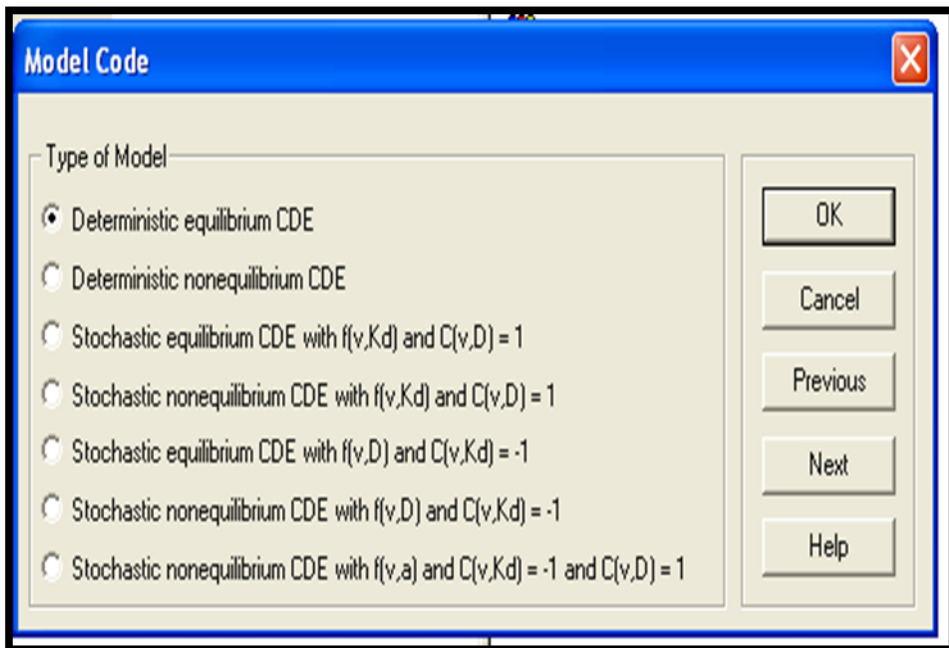 Model Code
Type of Model
Deterministic equilibrium CDE
Deterministic nonequilibrium CDE
Stochastic equilibrium CDE with f(v,Kd) and C(v,D) = 1
Stochastic nonequilibrium CDE with f(v,Kd) and C(v,D) = 1
Stochastic equilibrium CDE with f(v,D) and C(v,Kd) = -1
Stochastic nonequilibrium CDE with f(v,D) and C(v,Kd) = -1
Stochastic nonequilibrium CDE with f(v,a) and C(v,Kd) = -1 and C(v,D) = 1
OK
Cancel
Previous
Next
Help